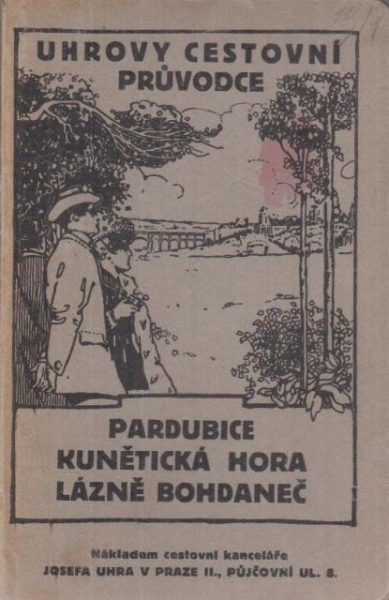 UHROVY CESTOVNÍ
PRŮVODCE
PARDUBICE
KUNĚTICKÁ HORA
LÁZNĚ BOHDANEČ
Nákladem cestovní kanceláře
JOSEFA UHRA V PRAZE II., PŮJČOVNÍ UL. 8.